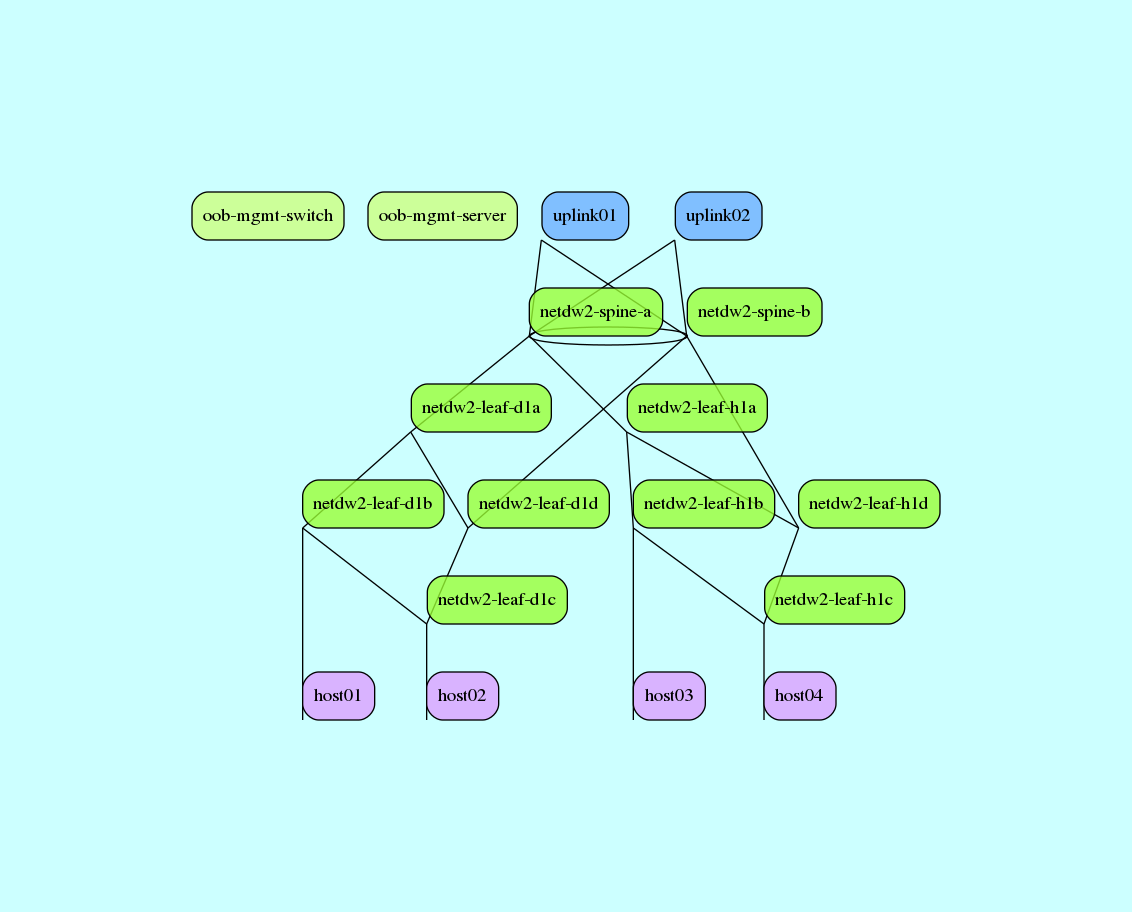 oob-mgmt-switch
oob-mgmt-server
uplink01
uplink02
netdw2-spine-a
netdw2-spine-b
netdw2-leaf-d1a
netdw2-leaf-h1a
netdw2-leaf-d1b
netdw2-leaf-d1d
netdw2-leaf-h1b
netdw2-leaf-h1d
netdw2-leaf-d1c
netdw2-leaf-h1c
host01
host02
host03
host04